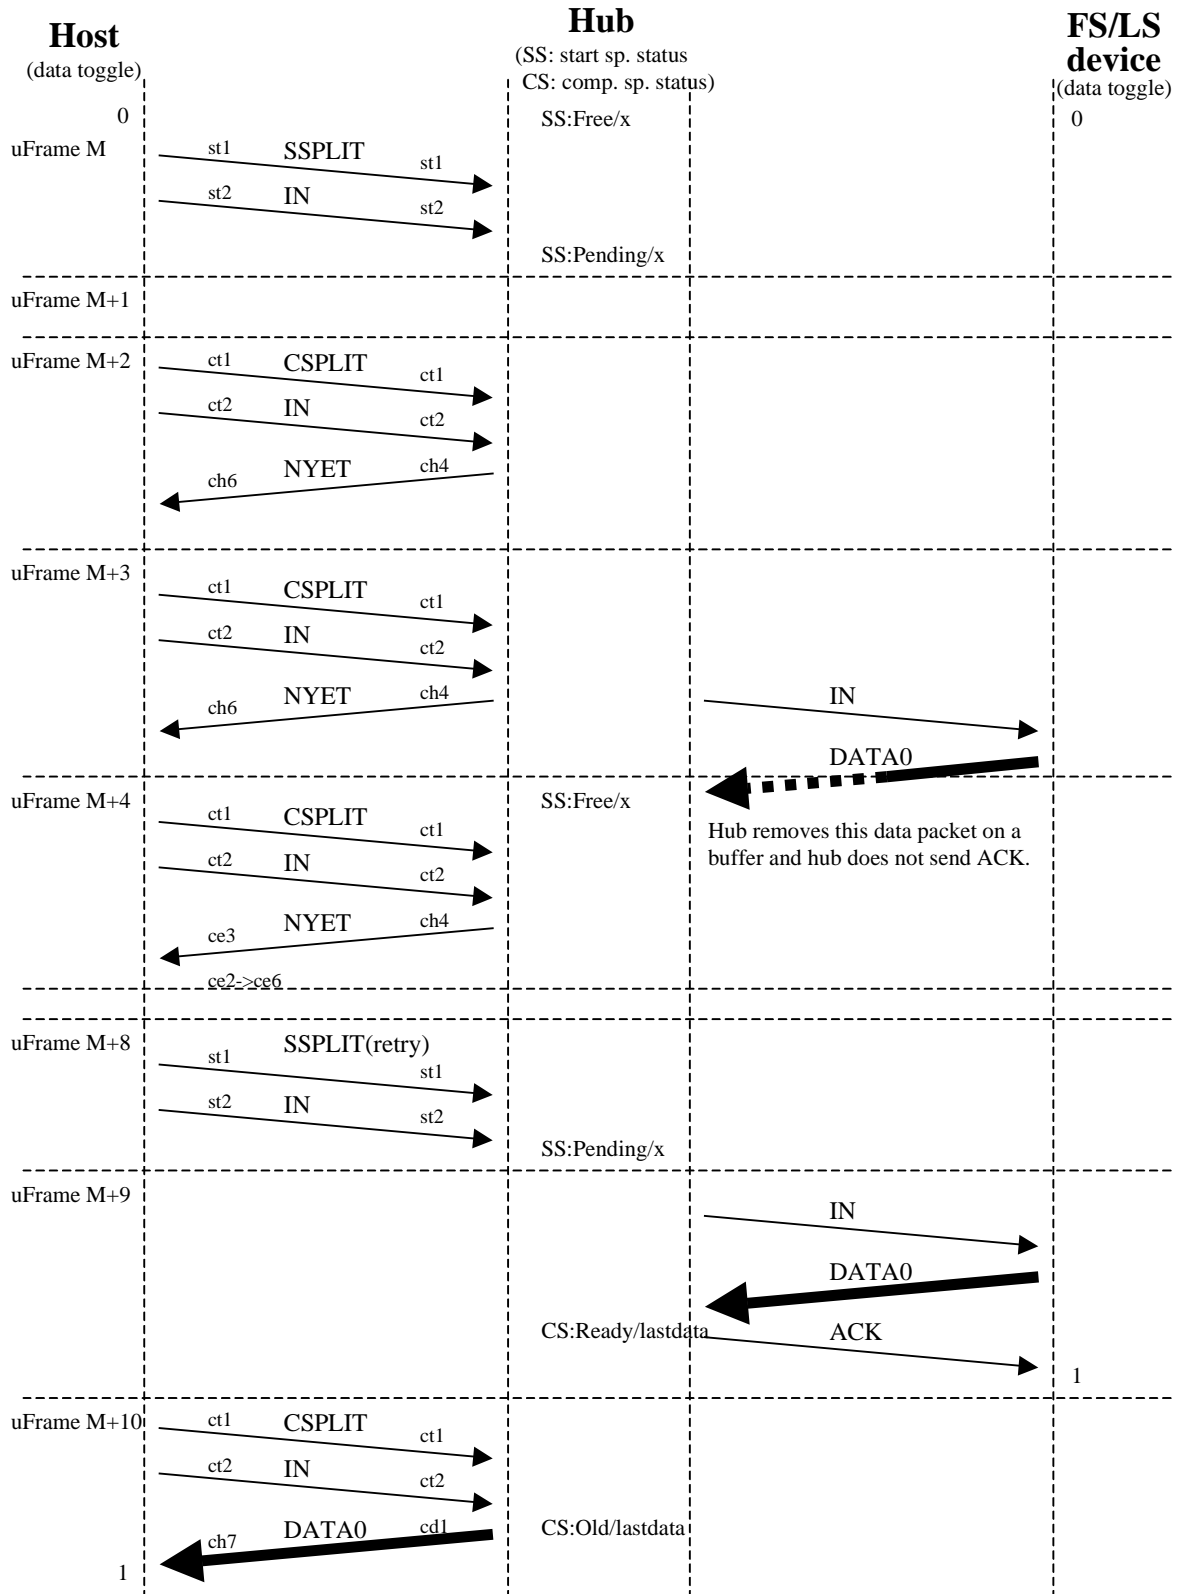 Host
(data toggle)
Hub
(SS: start sp. status
CS: comp. sp. status)
FS/LS
device
(data toggle)
0
SS:Free/x
0
uFrame M
st1 SSPLIT st1
st2 IN st2
SS:Pending/x
uFrame M+1
uFrame M+2
ct1 CSPLIT ct1
ct2 IN ct2
ch6 NYET ch4
uFrame M+3
ct1 CSPLIT ct1
ct2 IN ct2
ch6 NYET ch4
IN
DATA0
uFrame M+4
SS:Free/x
ct1 CSPLIT ct1
ct2 IN ct2
Hub removes this data packet on a
buffer and hub does not send ACK.
ce3 NYET ch4
ce2->ce6
uFrame M+8
st1 SSPLIT(retry) st1
st2 IN st2
SS:Pending/x
uFrame M+9
IN
DATA0
CS:Ready/lastdata
ACK
1
uFrame M+10
ct1 CSPLIT ct1
ct2 IN ct2
ch7 DATA0 cd1
CS:Old/lastdata
1